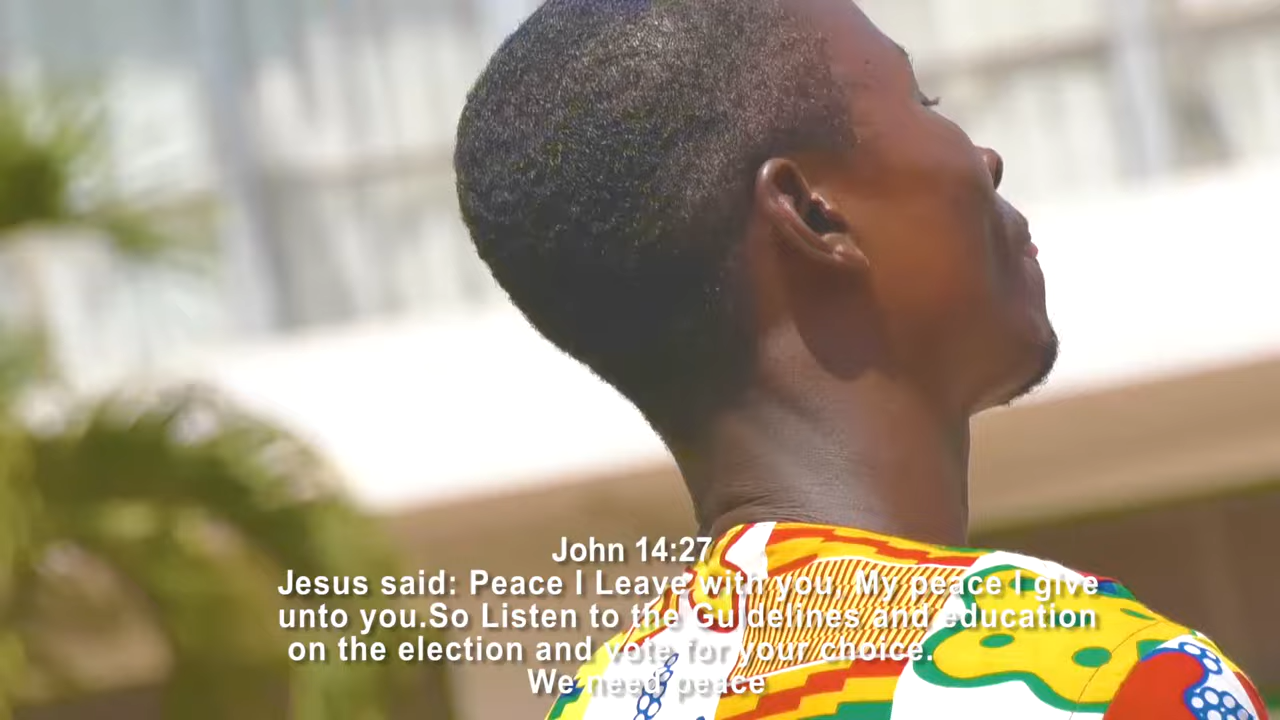 John 14:27
Jesus said: Peace I Leave with you, My peace I give
unto you.So Listen to the Guidelines and education
on the election and vote for your choice.
We need peace